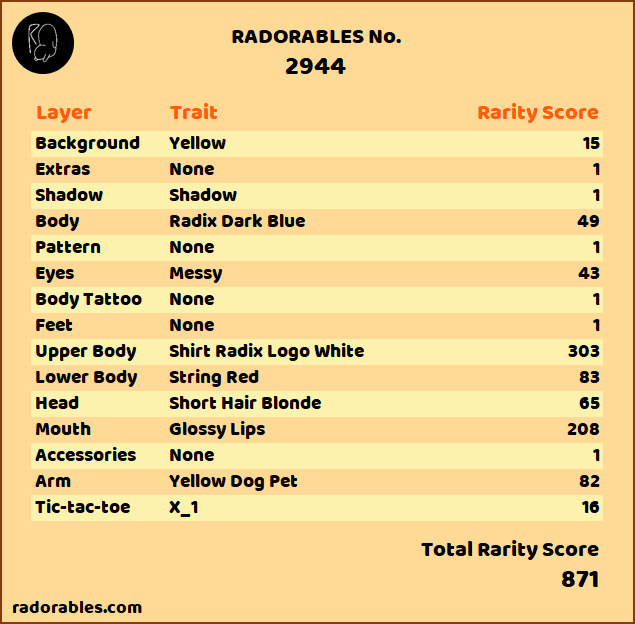 RADORABLES No.
2944
Layer Trait Rarity Score
Background Yellow 15
Extras None 1
Shadow Shadow 1
Body Radix Dark Blue 49
Pattern None 1
Eyes Messy 43
Body Tattoo None 1
Feet None 1
Upper Body Shirt Radix Logo White 303
Lower Body String Red 83
Head Short Hair Blonde 65
Mouth Glossy Lips 208
Accessories None 1
Arm Yellow Dog Pet 82
Tic-tac-toe X_1 16
Total Rarity Score
871
radorables.com